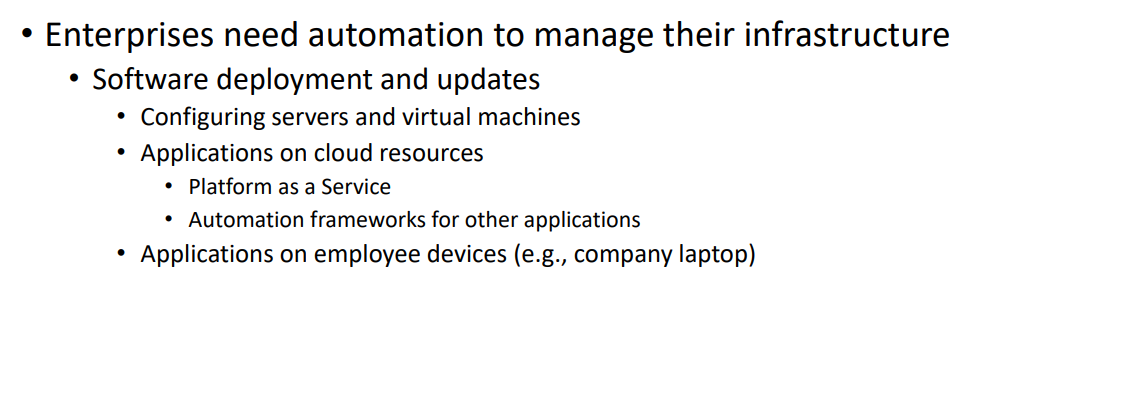 • Enterprises need automation to manage their infrastructure
• Software deployment and updates
• Configuring servers and virtual machines
• Applications on cloud resources
• Platform as a Service
• Automation frameworks for other applications
• Applications on employee devices (e.g., company laptop)